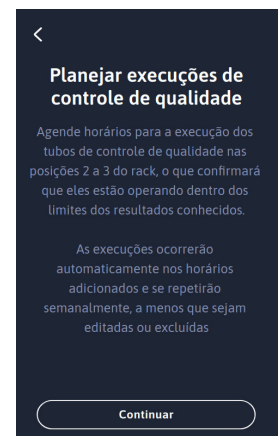 Planejar execuções de
controle de qualidade
Agende horários para a execução dos
tubos de controle de qualidade nas
posições 2 a 3 do rack, o que confirmará
que eles estão operando dentro dos
limites dos resultados conhecidos.
As execuções ocorrerão
automaticamente nos horários
adicionados e se repetirão
semanalmente, a menos que sejam
editadas ou excluídas
Continuar